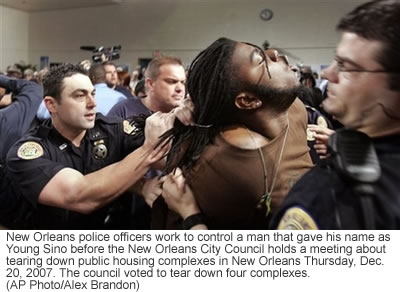 New Orleans police officers work to control a man that gave his name as
Young Sino before the New Orleans City Council holds a meeting about
tearing down public housing complexes in New Orleans Thursday, Dec.
20, 2007. The council voted to tear down four complexes.
(AP Photo/Alex Brandon)